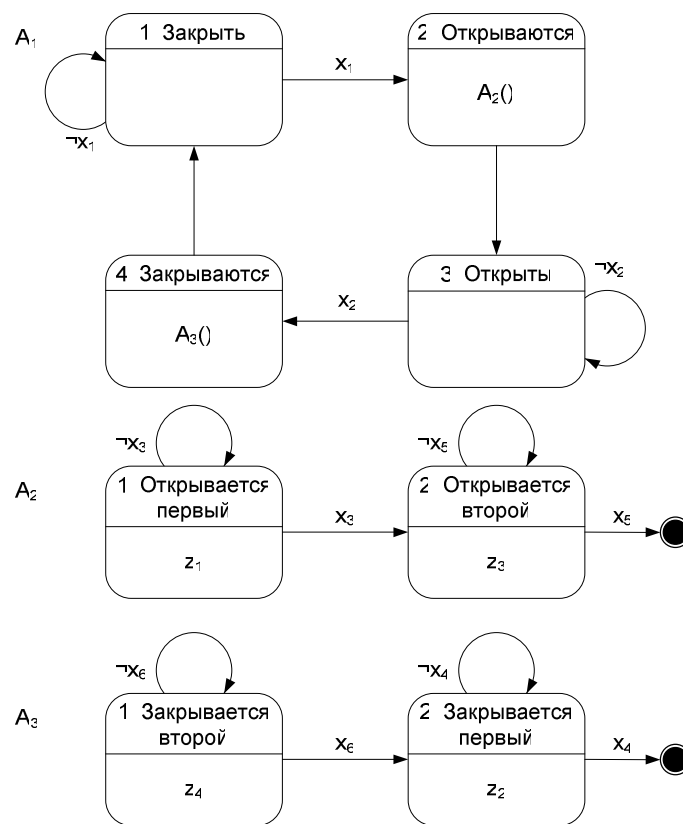 A₁
1 Закрыть
2 Открываются
x₁
A₂()
¬x₁
4 Закрываются
3 Открыты
¬x₂
x₂
A₃()
¬x₃
¬x₅
A₂
1 Открывается
первый
2 Открывается
второй
x₃
x₅
z₁
z₃
¬x₆
¬x₄
A₃
1 Закрывается
второй
2 Закрывается
первый
x₆
x₄
z₄
z₂